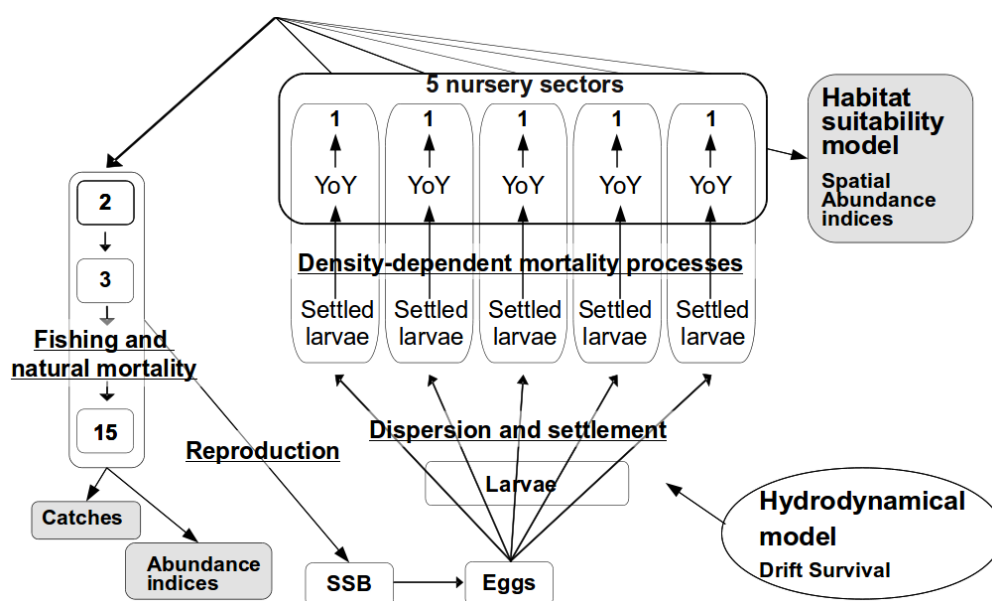 5 nursery sectors
1 1 1 1 1
YoY YoY YoY YoY YoY
Habitat
suitability
model
Spatial
Abundance
indices
2
3
Fishing and
natural mortality
15
Catches
Abundance
indices
Density-dependent mortality processes
Settled Settled Settled Settled Settled
larvae larvae larvae larvae larvae
Dispersion and settlement
Reproduction
Larvae
SSB
Eggs
Hydrodynamical
model
Drift Survival